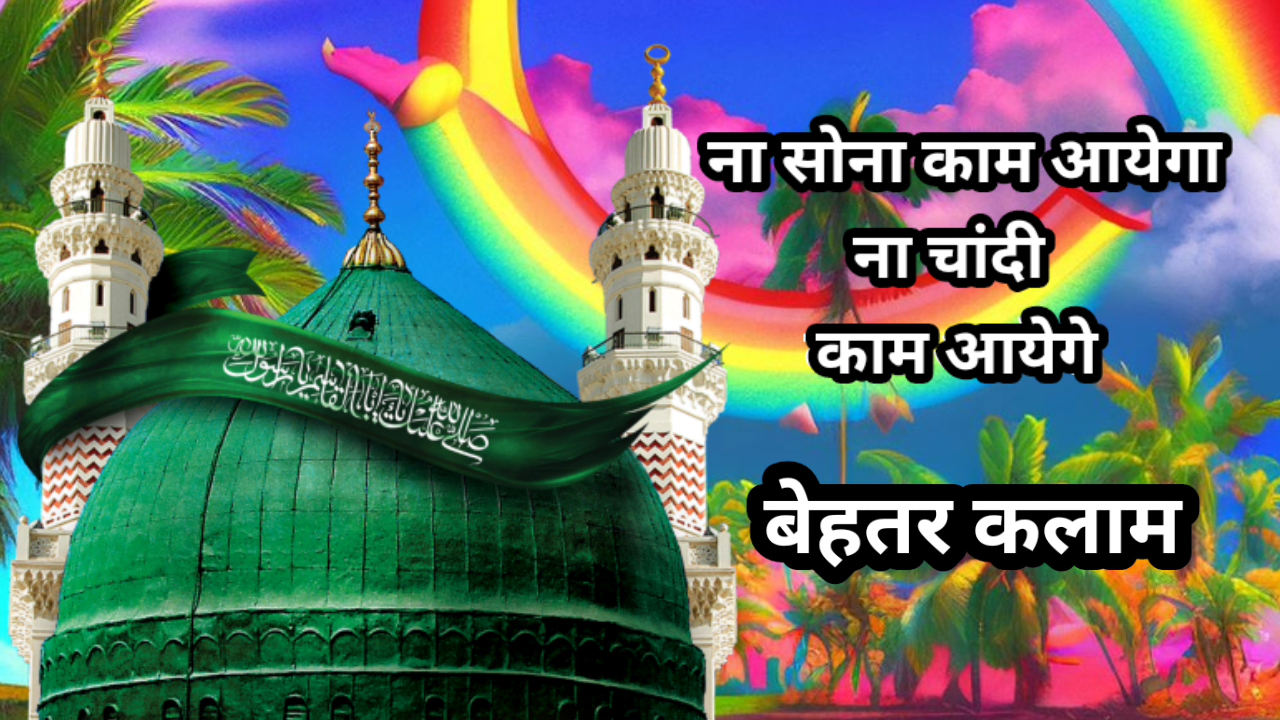 ना सोना काम आयेगा
ना चांदी
काम आयेगे
बेहतर कलाम